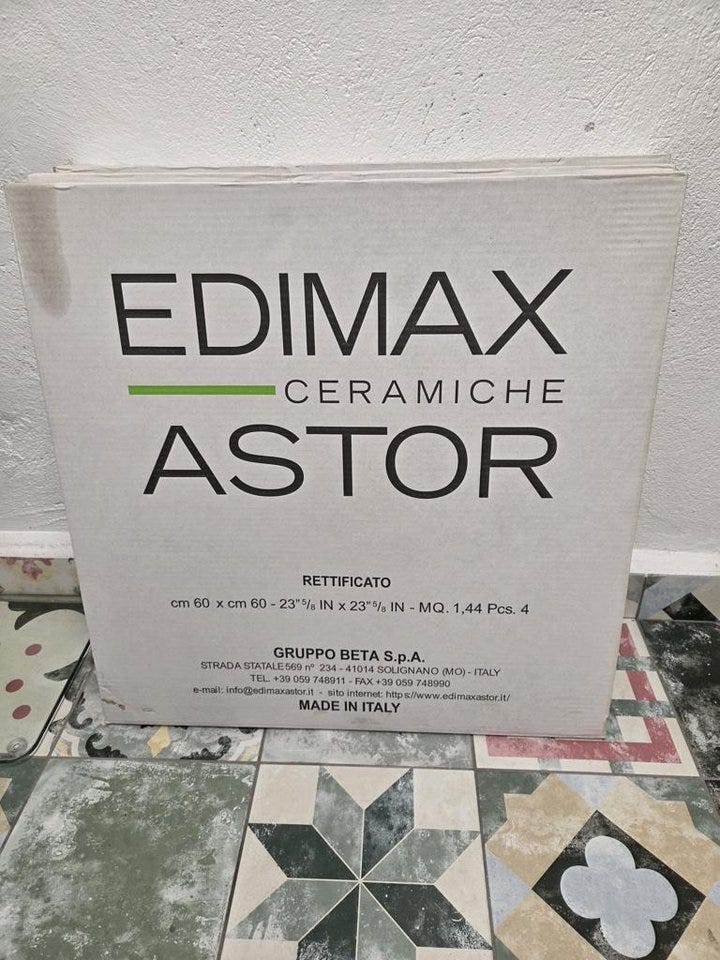 EDIMAX
CERAMICHE
ASTOR
RETTIFICATO
cm 60 x cm 60 - 23"⁵/₈ IN x 23"⁵/₈ IN - MQ. 1,44 Pcs. 4
GRUPPO BETA S.p.A.
STRADA STATALE 569 n° 234 - 41014 SOLIGNANO (MO) - ITALY
TEL. +39 059 748911 - FAX +39 059 748990
e-mail: info@edimaxastor.it - sito internet: https://www.edimaxastor.it/
MADE IN ITALY